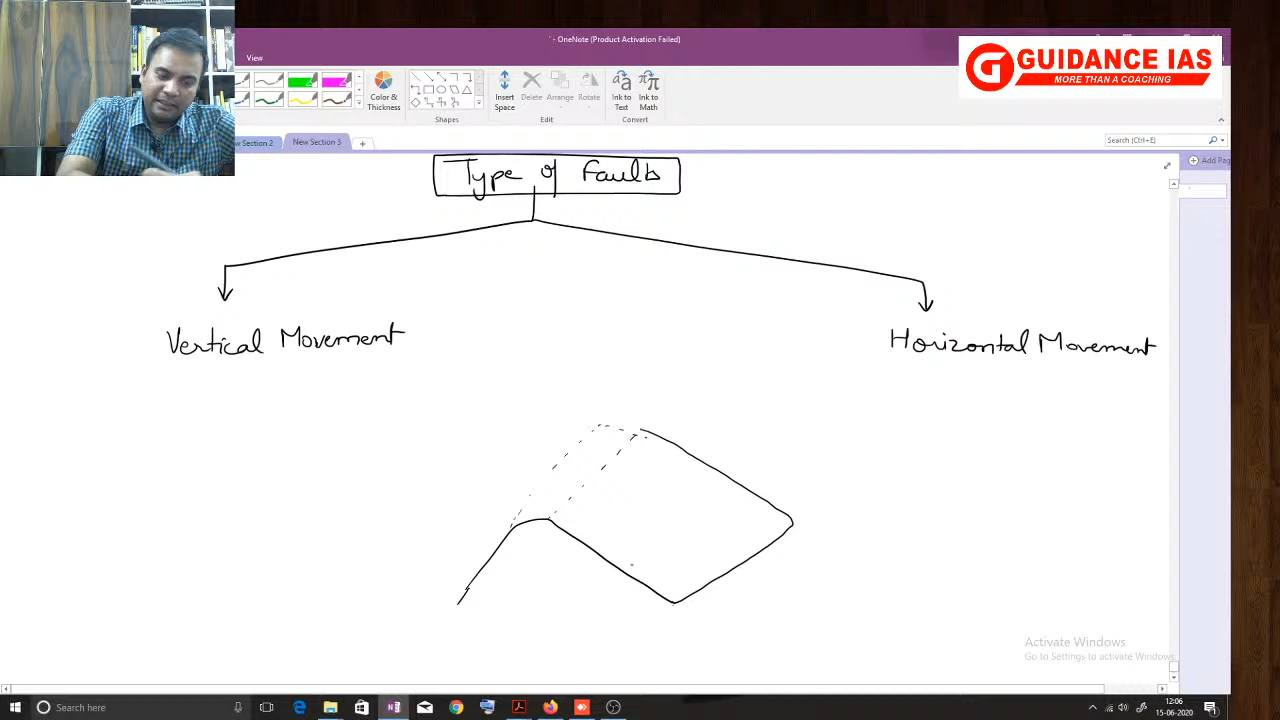 - OneNote (Product Activation Failed)
GUIDANCE IAS
MORE THAN A COACHING
View
Color &
Thickness
Insert
Space
Delete
Arrange
Rotate
Ink to
Text
Ink to
Math
Shapes
Edit
Convert
Section 2
New Section 3
Search (Ctrl+E)
Add Pag
Type of Faults
Vertical Movement
Horizontal Movement
Activate Windows
Go to Settings to activate Windows.
Search here
12:06
15-06-2020